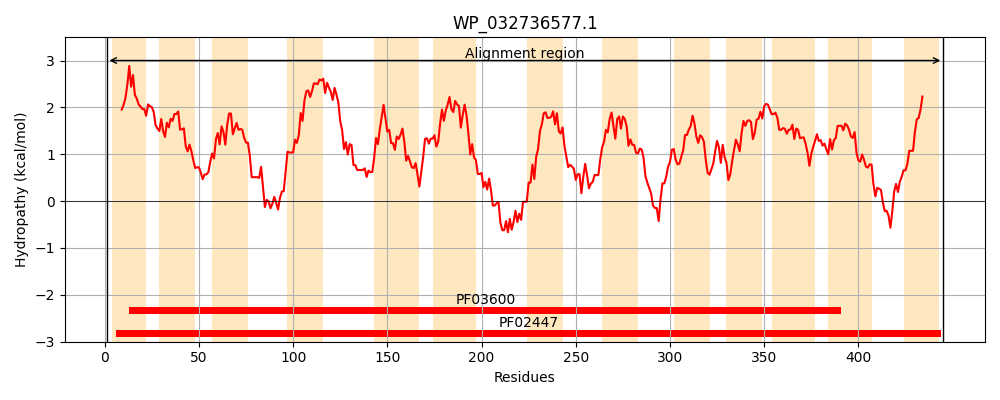 WP_032736577.1
Alignment region
Hydropathy (kcal/mol)
3
2
1
0
−1
−2
−3
PF03600
PF02447
0 50 100 150 200 250 300 350 400
Residues